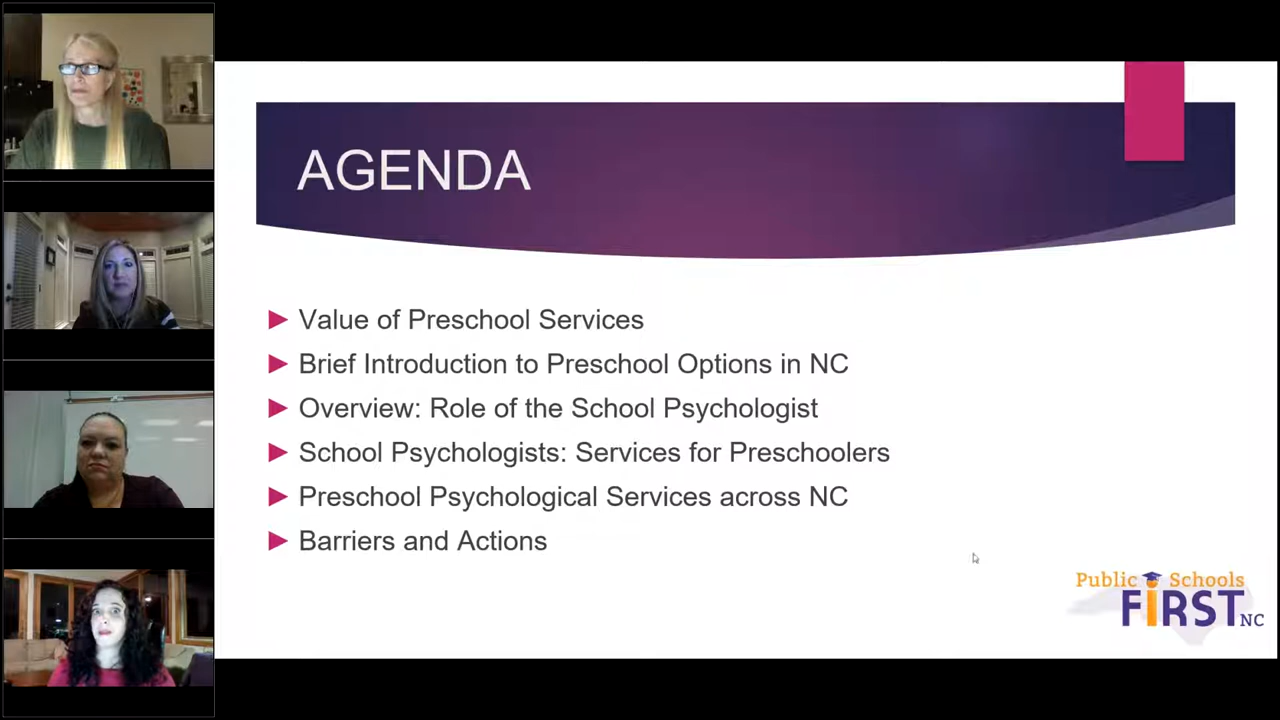 AGENDA
Value of Preschool Services
Brief Introduction to Preschool Options in NC
Overview: Role of the School Psychologist
School Psychologists: Services for Preschoolers
Preschool Psychological Services across NC
Barriers and Actions
Public Schools
FiRST NC